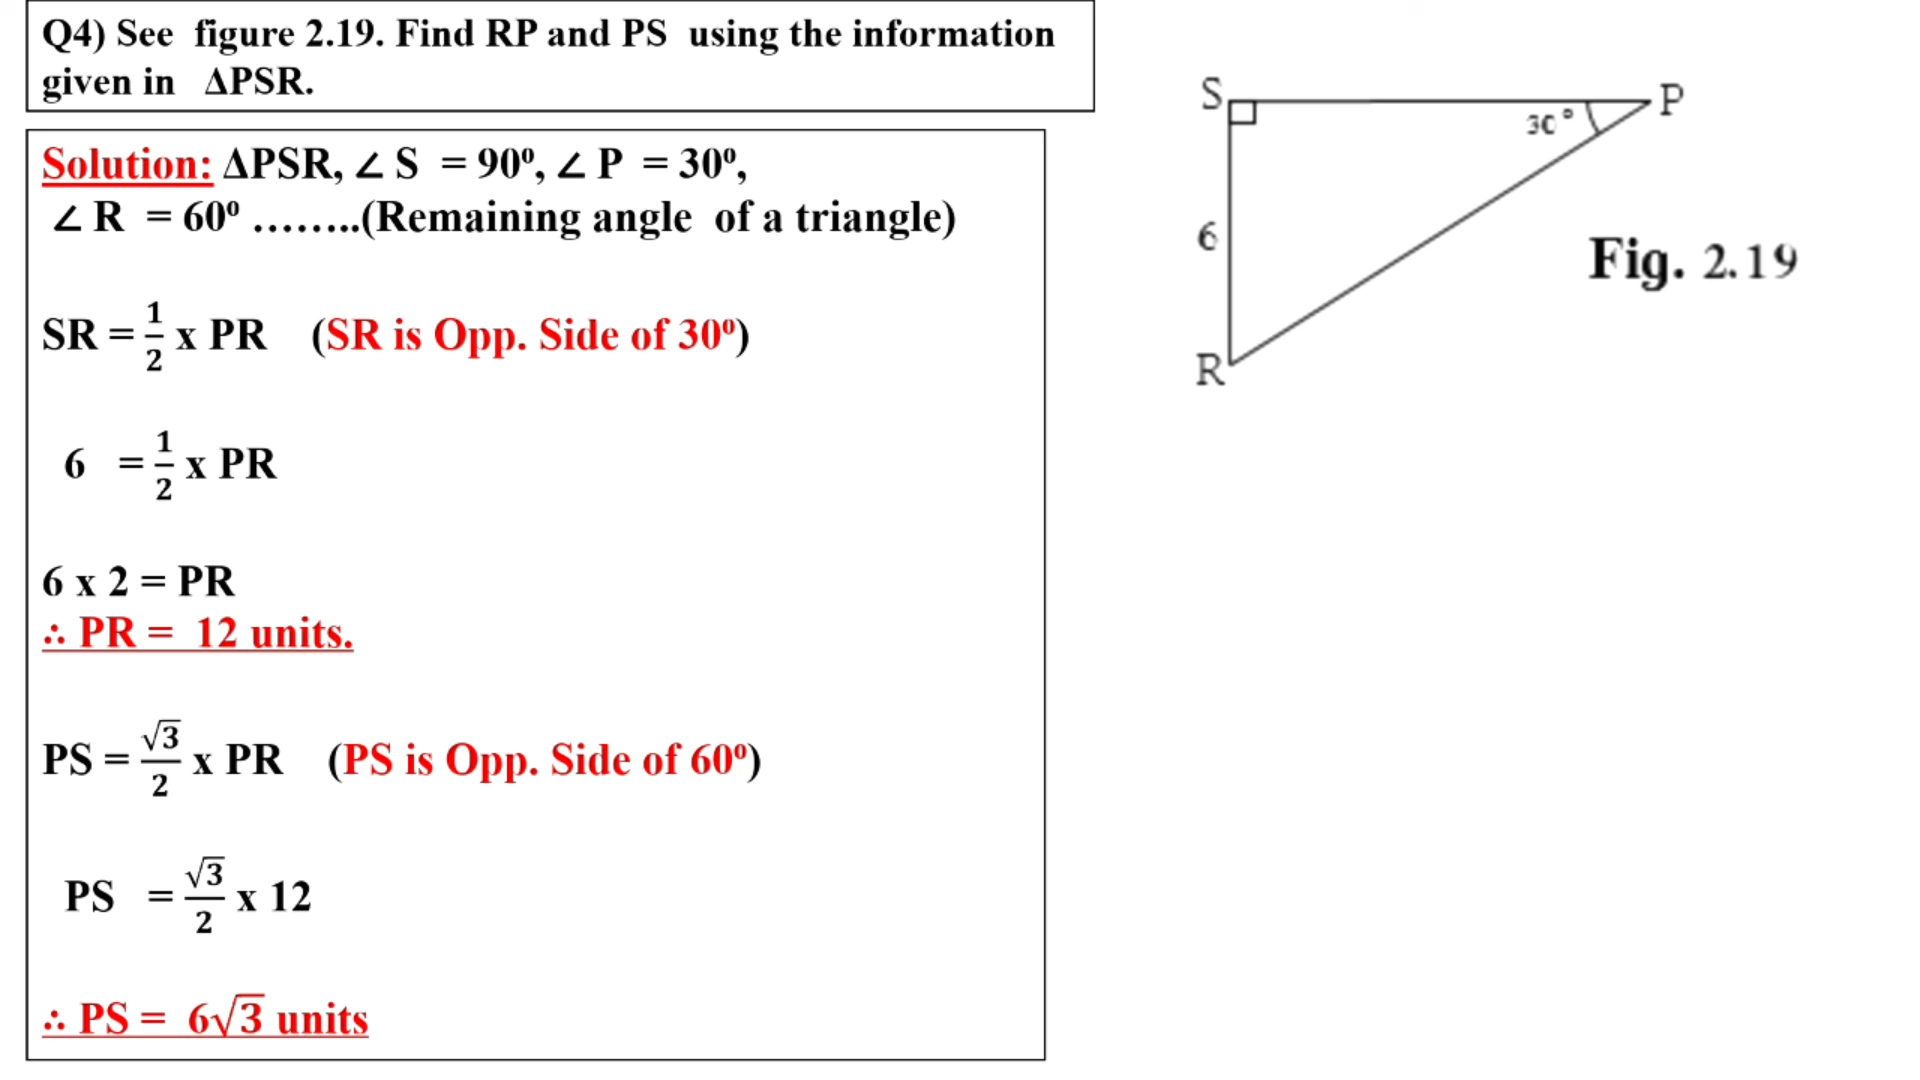 Q4) See figure 2.19. Find RP and PS using the information
given in ΔPSR.
Solution: ΔPSR, ∠ S = 90⁰, ∠ P = 30⁰,
∠ R = 60⁰ ........(Remaining angle of a triangle)
SR = 1/2 x PR (SR is Opp. Side of 30⁰)
6 = 1/2 x PR
6 x 2 = PR
∴ PR = 12 units.
PS = √3/2 x PR (PS is Opp. Side of 60⁰)
PS = √3/2 x 12
∴ PS = 6√3 units
S
P
30°
6
R
Fig. 2.19